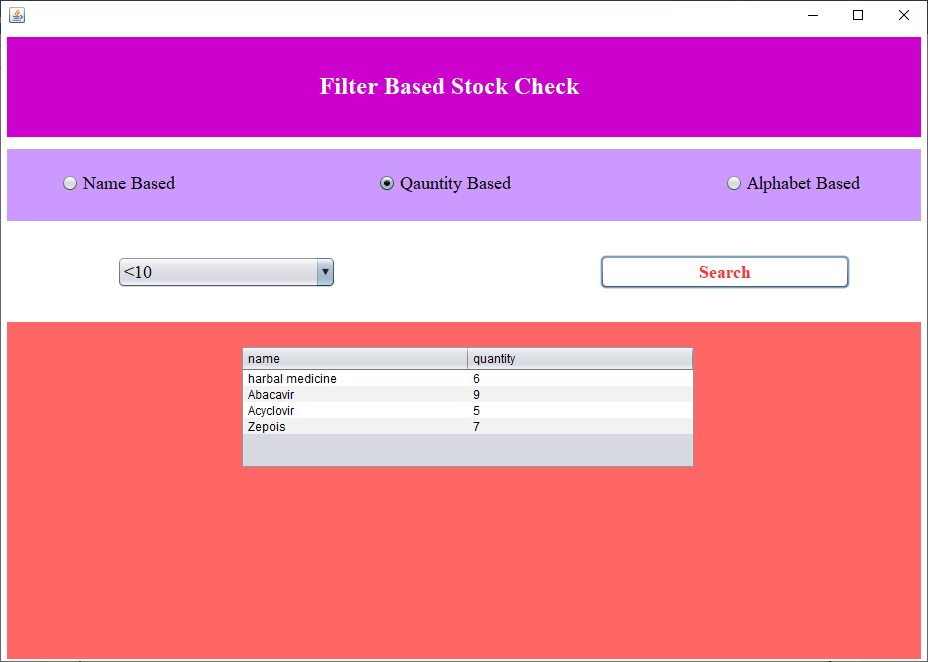 Filter Based Stock Check
Name Based Qauntity Based Alphabet Based
<10 Search
name quantity
harbal medicine 6
Abacavir 9
Acyclovir 5
Zepois 7